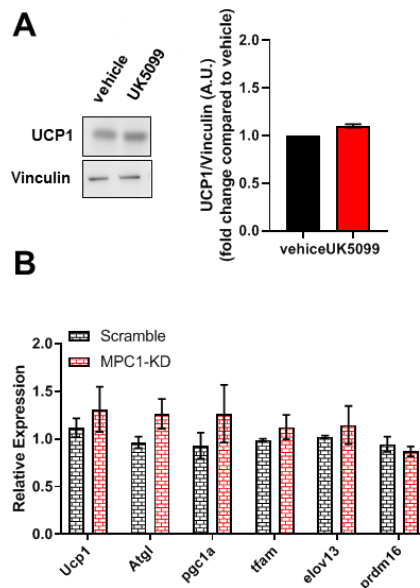 A
vehicle
UK5099
UCP1
Vinculin
UCP1/Vinculin (A.U.)
(fold change compared to vehicle)
2.0
1.5
1.0
0.5
0.0
vehiceUK5099
B
Scramble
MPC1-KD
Relative Expression
2.0
1.5
1.0
0.5
0.0
Ucp1
Atgl
pgc1a
tfam
elov13
prdm16